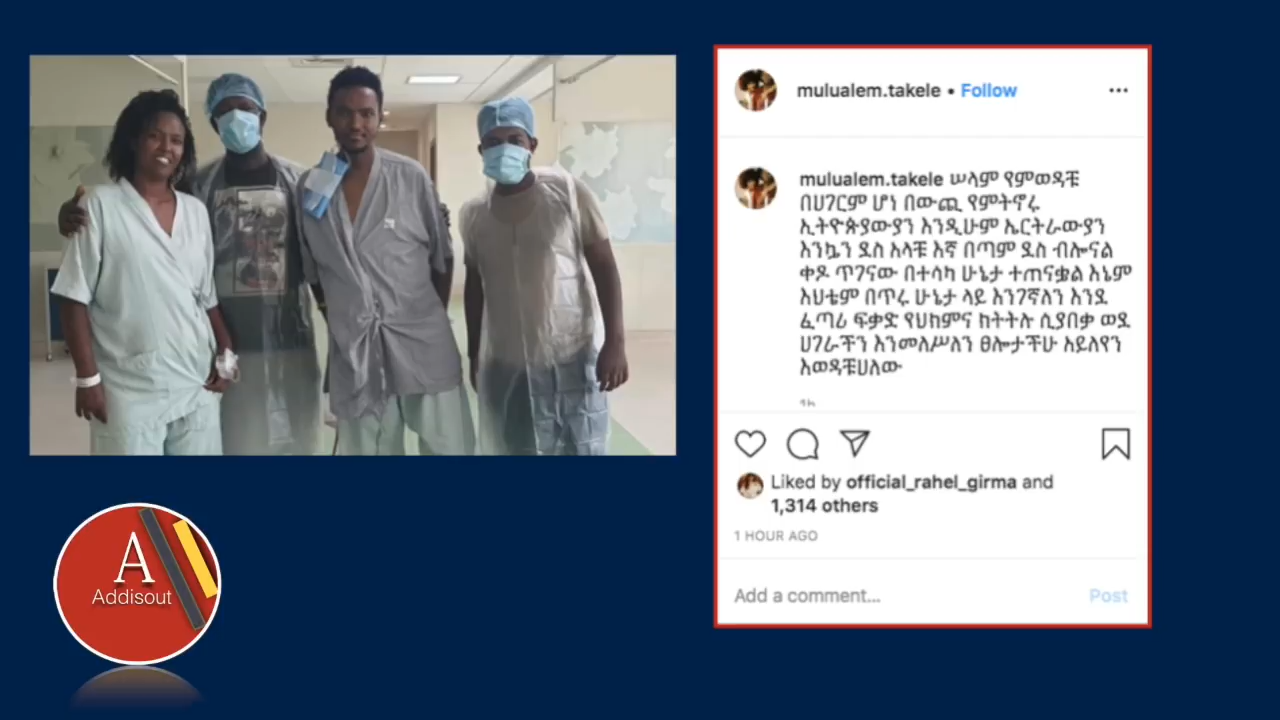 mulualem.takele • Follow
mulualem.takele ሠላም የምወዳቹ
በሀገርም ሆነ በውጪ የምትኖሩ
ኢትዮጵያውያን እንዲሁም ኤርትራውያን
እንኳን ደስ አላቹ እኛ በጣም ደስ ብሎናል
ቀዶ ጥገናው በተሳካ ሁኔታ ተጠናቋል እኔም
እህቴም በጥሩ ሁኔታ ላይ እንገኛለን እንደ
ፈጣሪ ፍቃድ የህክምና ክትትሉ ሲያበቃ ወደ
ሀገራችን እንመለሥለን ፀሎታችሁ አይለየን
እወዳቹሀለው
Liked by official_rahel_girma and
1,314 others
1 HOUR AGO
Add a comment... Post
A
Addisout